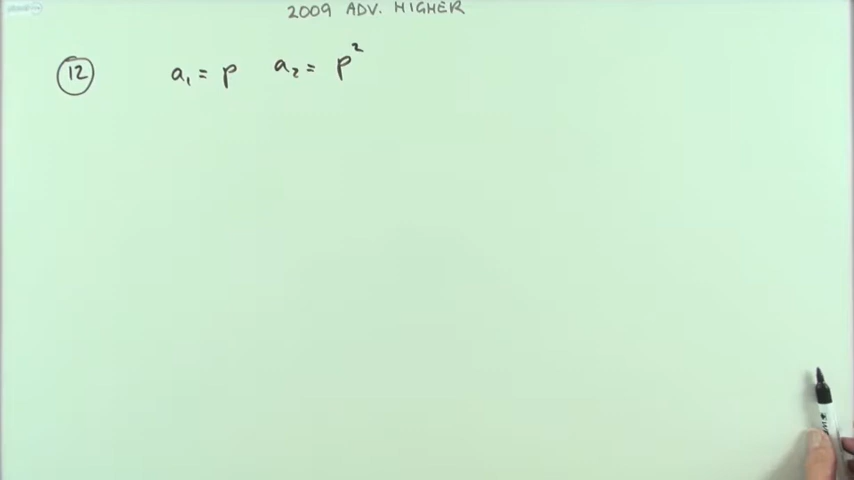 2009 ADV. HIGHER
12 a₁ = p a₂ = p²